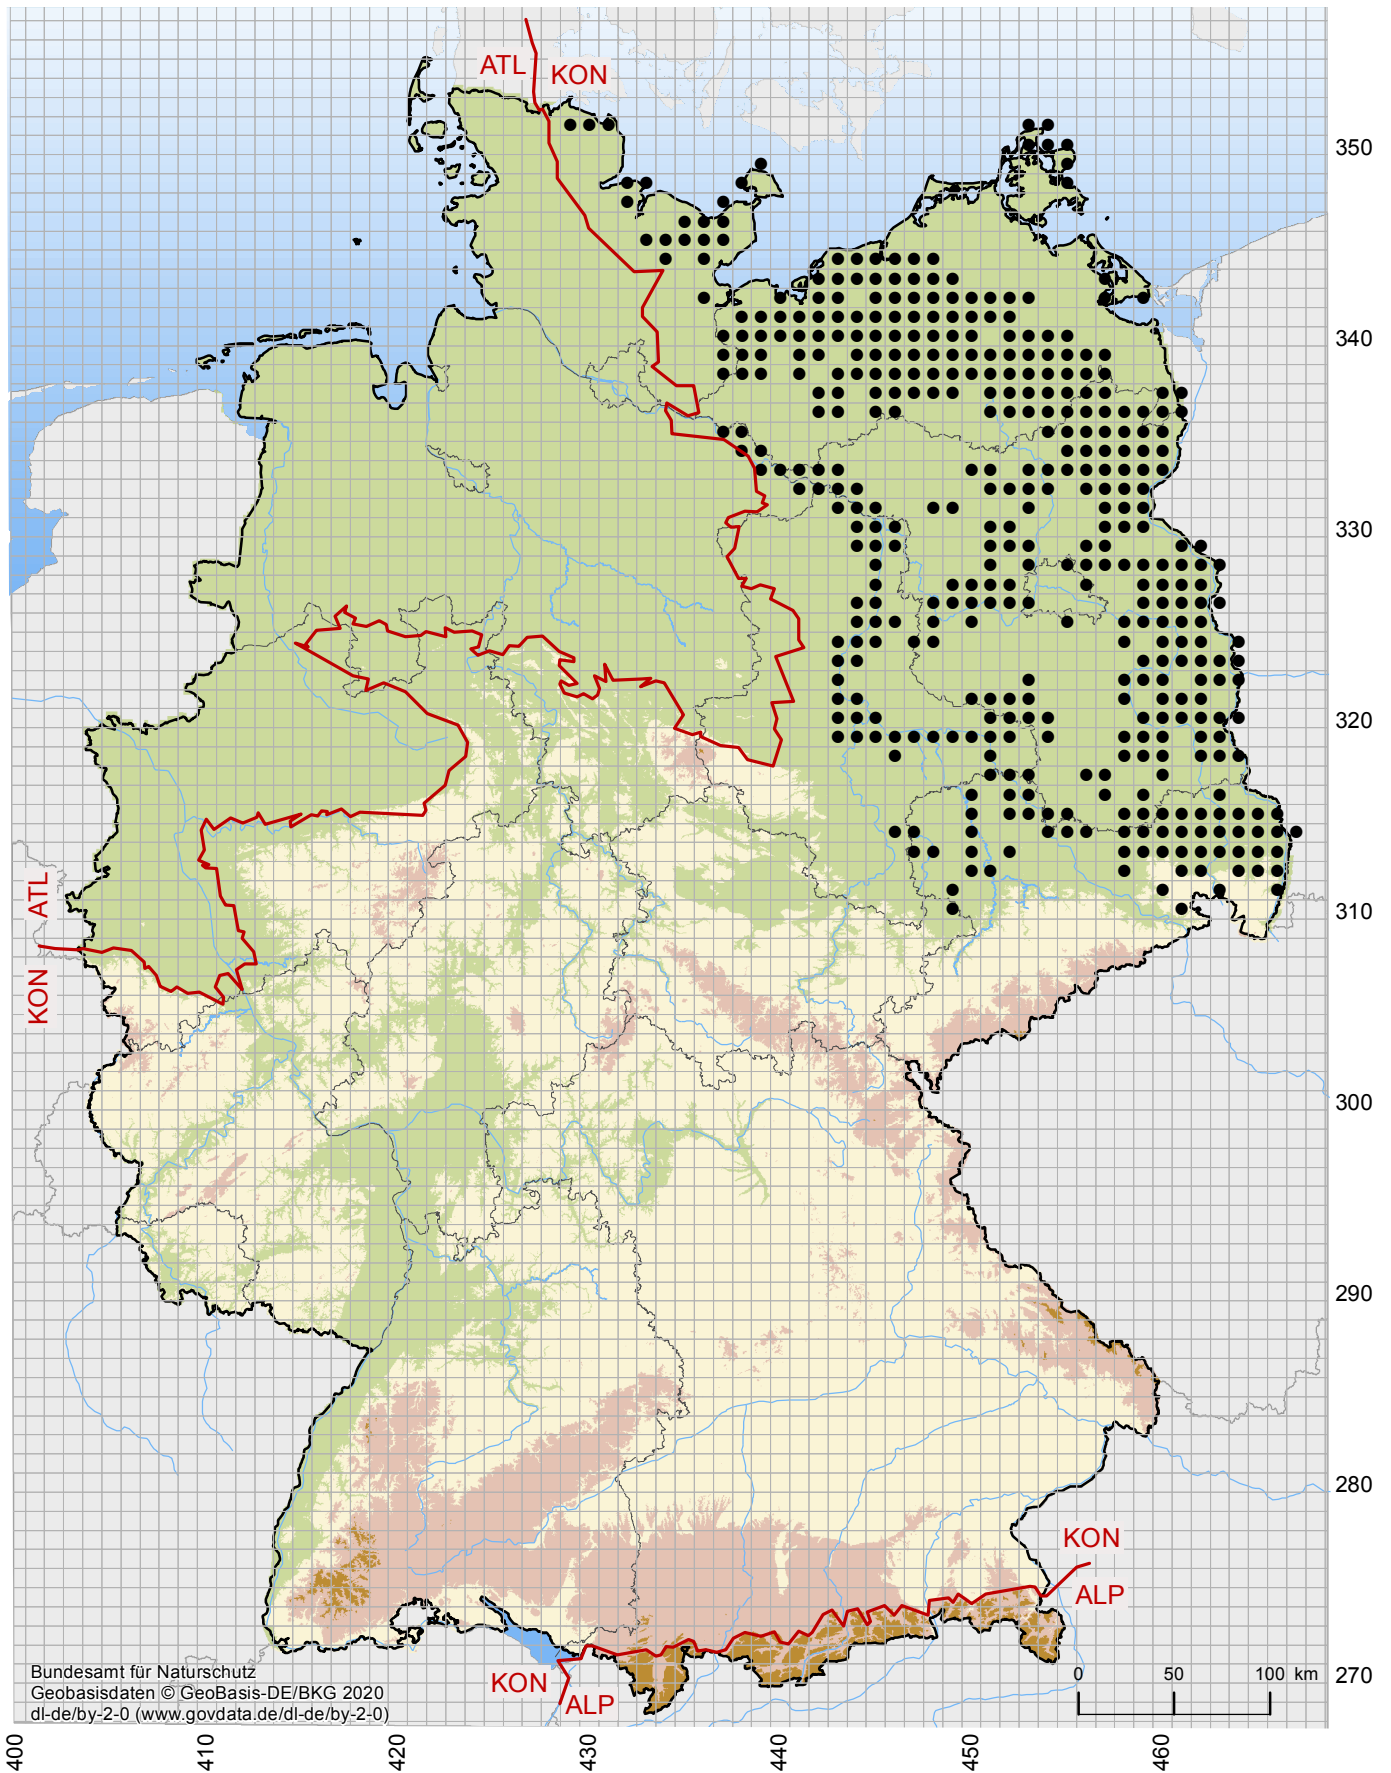 ATL
KON
350
340
330
320
ATL
310
KON
300
290
280
KON
ALP
Bundesamt für Naturschutz
Geobasisdaten © GeoBasis-DE/BKG 2020
dl-de/by-2-0 (www.govdata.de/dl-de/by-2-0)
KON
ALP
0 50 100 km
270
400 410 420 430 440 450 460